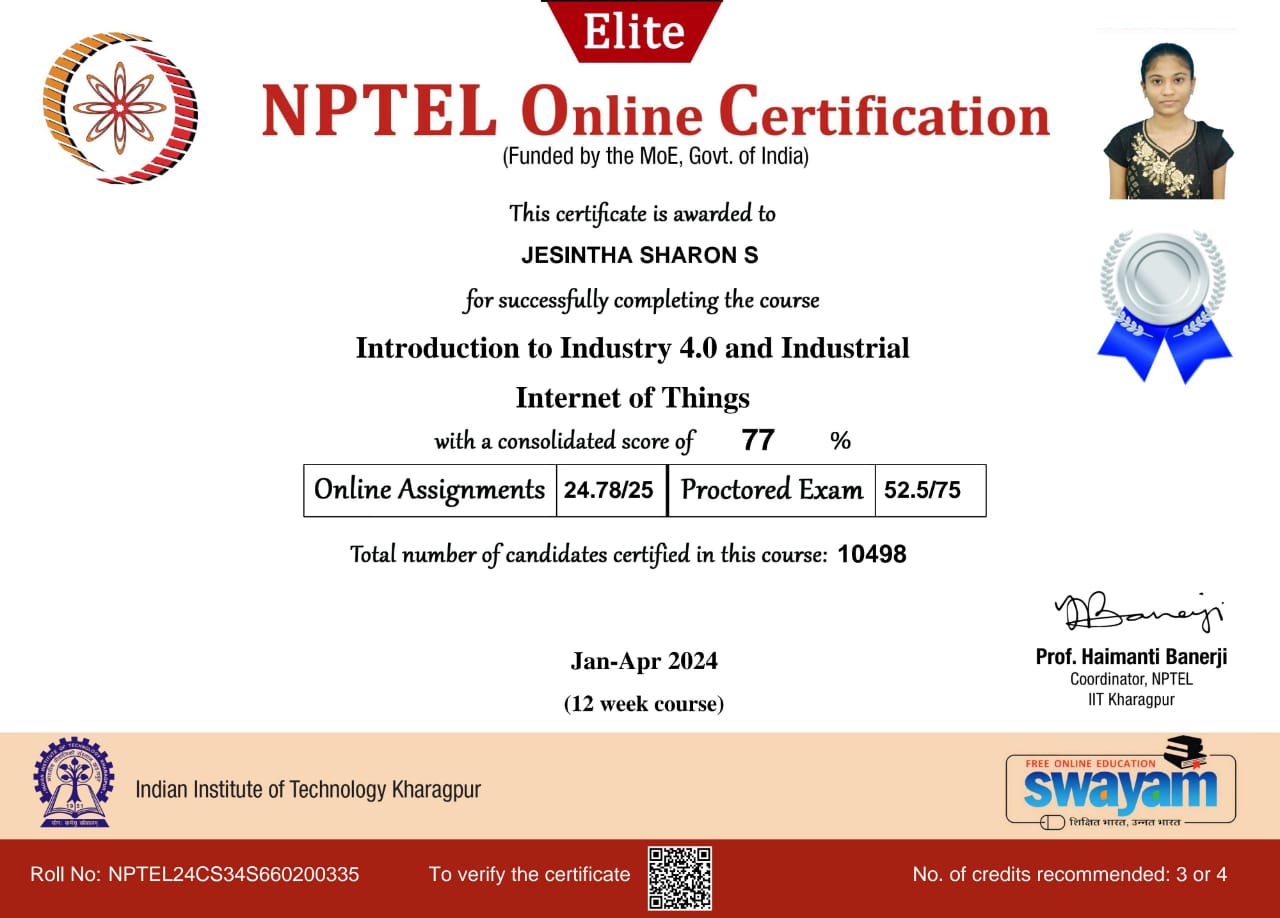 Elite
NPTEL Online Certification
(Funded by the MoE, Govt. of India)
This certificate is awarded to
JESINTHA SHARON S
for successfully completing the course
Introduction to Industry 4.0 and Industrial
Internet of Things
with a consolidated score of 77 %
Online Assignments 24.78/25 Proctored Exam 52.5/75
Total number of candidates certified in this course: 10498
Jan-Apr 2024
(12 week course)
Prof. Haimanti Banerji
Coordinator, NPTEL
IIT Kharagpur
Indian Institute of Technology Kharagpur
1951
FREE ONLINE EDUCATION
swayam
शिक्षित भारत, उन्नत भारत
Roll No: NPTEL24CS34S660200335 To verify the certificate No. of credits recommended: 3 or 4